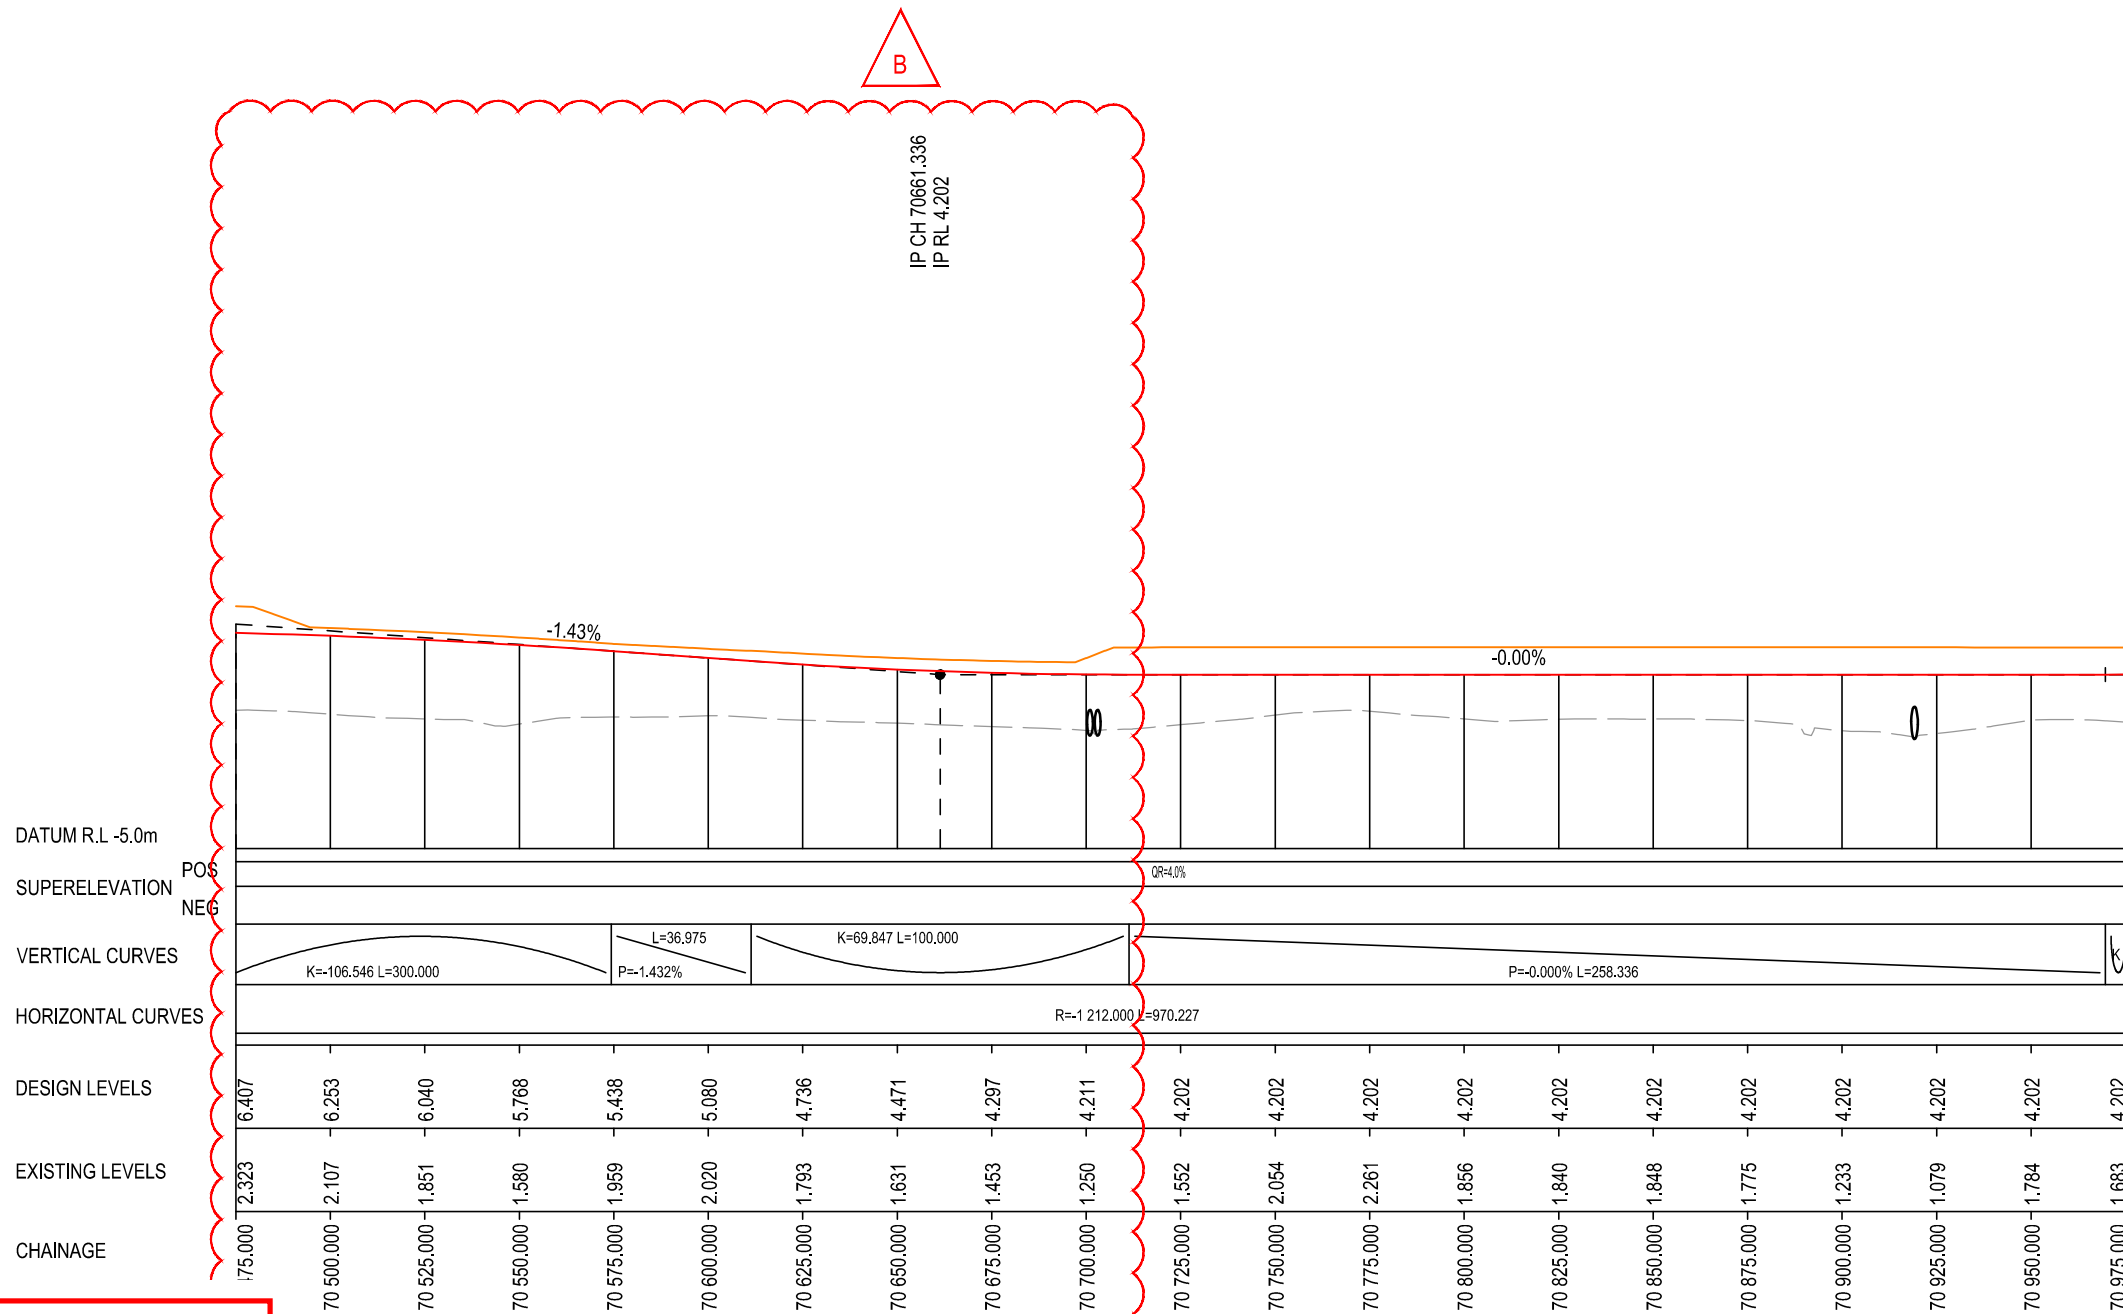 B
IP CH 70661.336
IP RL 4.202
-1.43%
-0.00%
DATUM R.L -5.0m
POS
SUPERELEVATION
NEG
QR=4.0%
VERTICAL CURVES
K=-106.546 L=300.000
L=36.975
P=-1.432%
K=69.847 L=100.000
P=-0.000% L=258.336
K
HORIZONTAL CURVES
R=-1 212.000 L=970.227
DESIGN LEVELS
6.407 6.253 6.040 5.768 5.438 5.080 4.736 4.471 4.297 4.211 4.202 4.202 4.202 4.202 4.202 4.202 4.202 4.202 4.202 4.202 4.202
EXISTING LEVELS
2.323 2.107 1.851 1.580 1.959 2.020 1.793 1.631 1.453 1.250 1.552 2.054 2.261 1.856 1.840 1.848 1.775 1.233 1.079 1.784 1.683
CHAINAGE
475.000 70 500.000 70 525.000 70 550.000 70 575.000 70 600.000 70 625.000 70 650.000 70 675.000 70 700.000 70 725.000 70 750.000 70 775.000 70 800.000 70 825.000 70 850.000 70 875.000 70 900.000 70 925.000 70 950.000 70 975.000